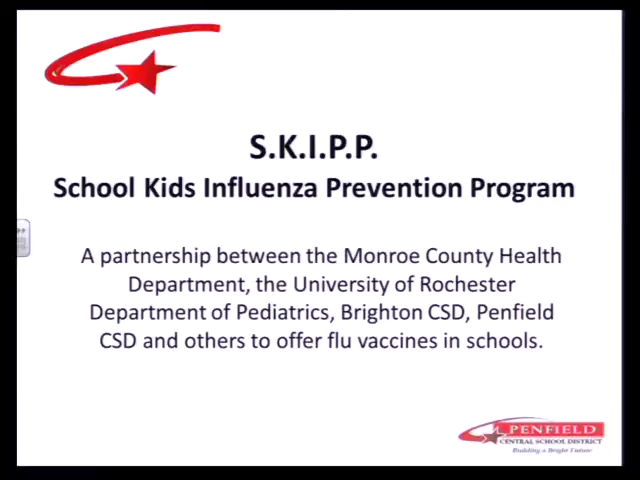 S.K.I.P.P.
School Kids Influenza Prevention Program
A partnership between the Monroe County Health
Department, the University of Rochester
Department of Pediatrics, Brighton CSD, Penfield
CSD and others to offer flu vaccines in schools.
PENFIELD
CENTRAL SCHOOL DISTRICT
Building a Bright Future